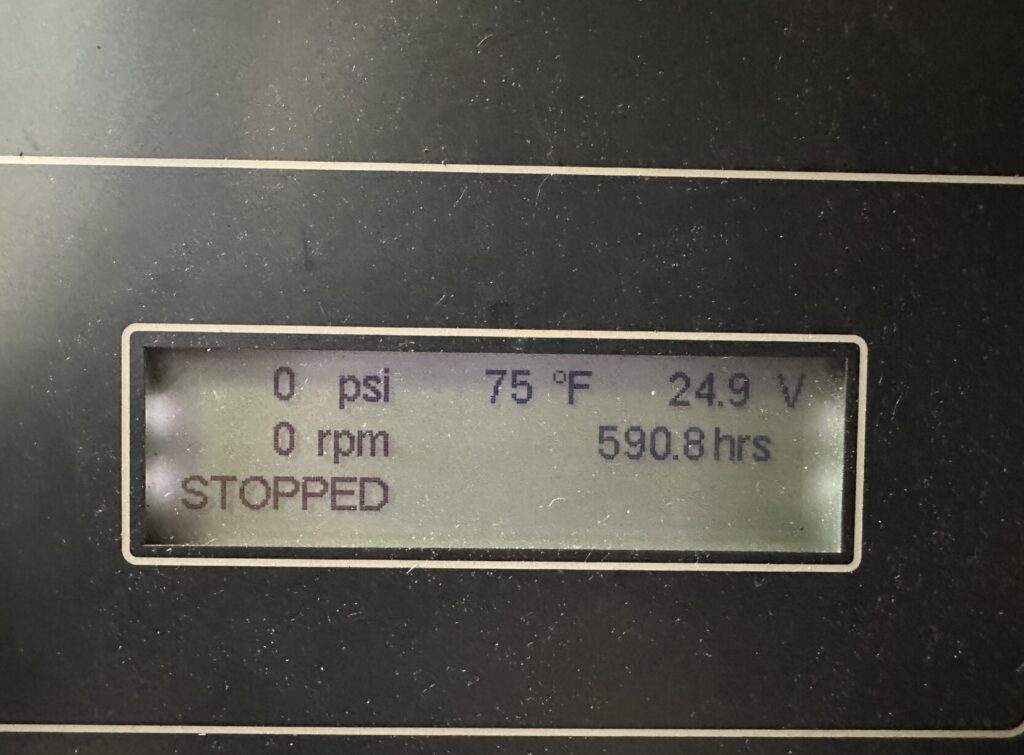 0 psi 75 °F 24.9 V
0 rpm 590.8 hrs
STOPPED